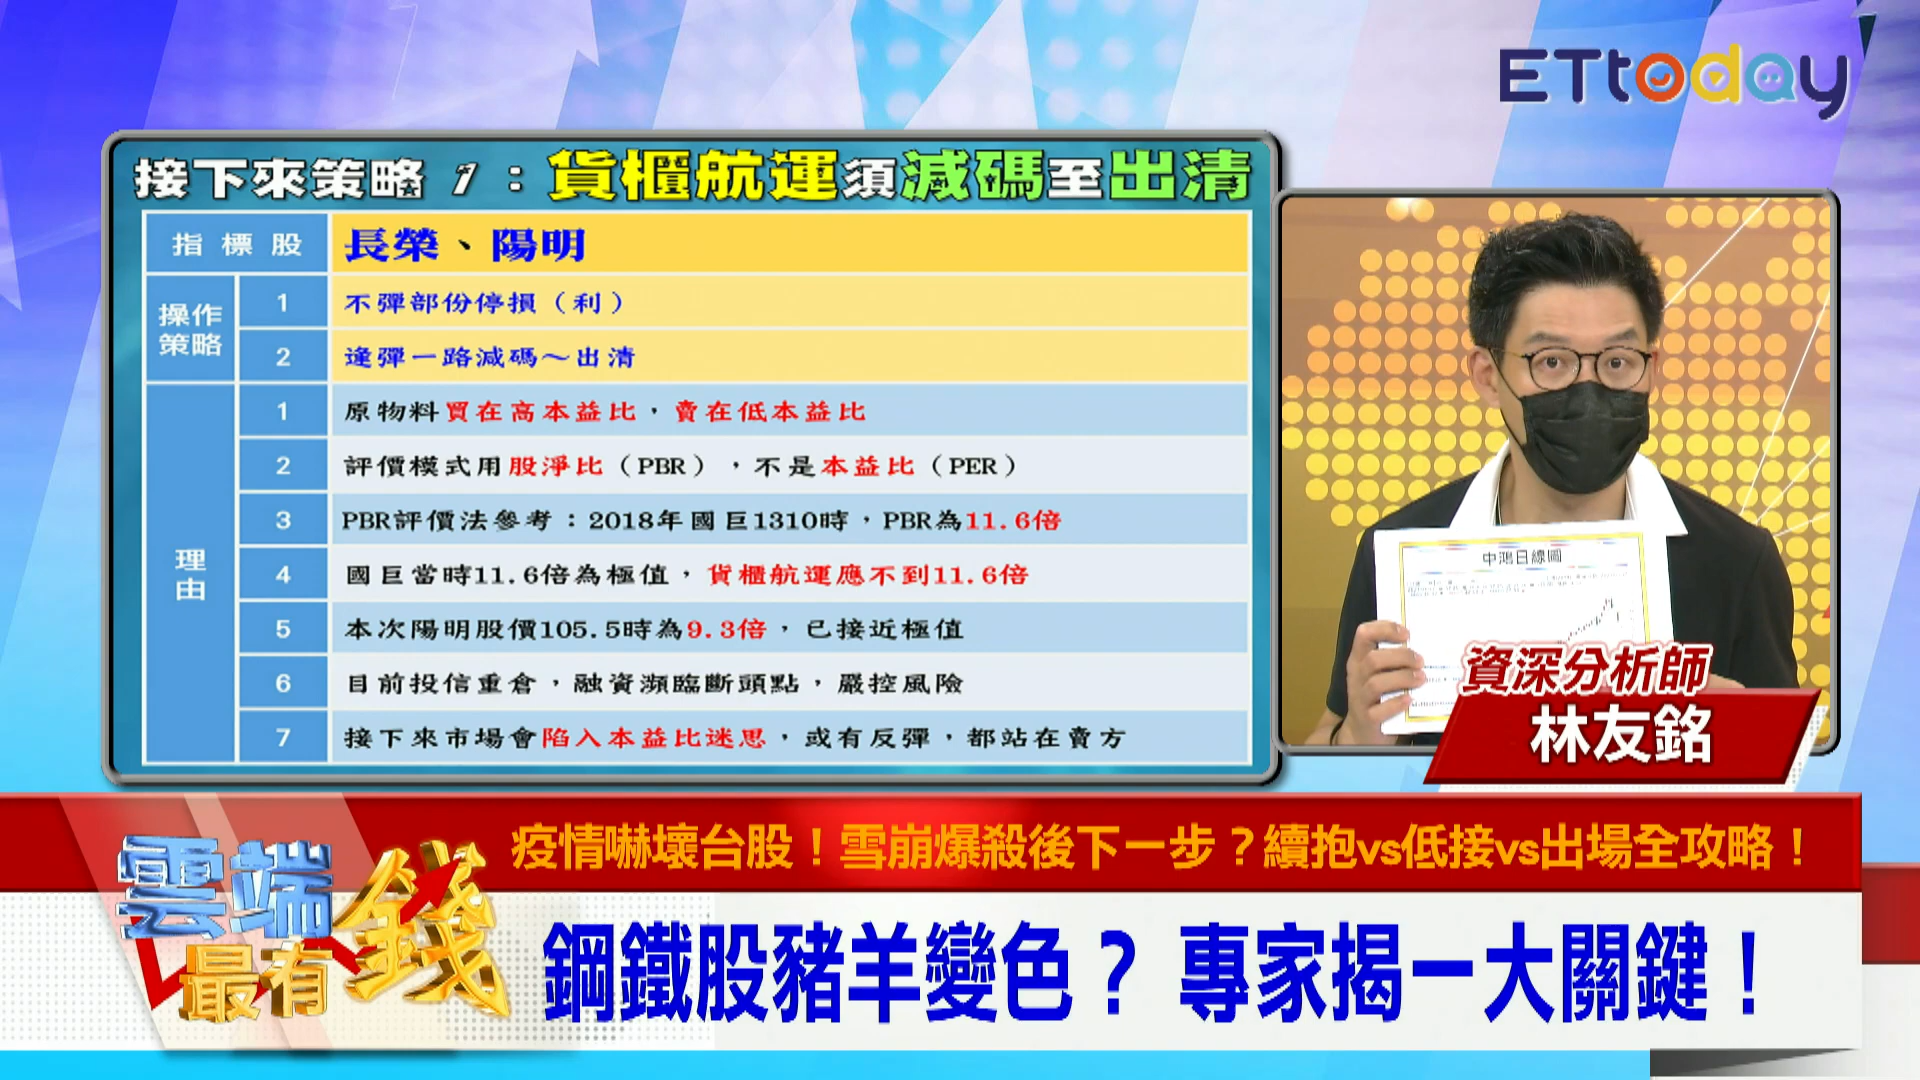 ETtoday
接下來策略1：貨櫃航運須減碼至出清
指標股 長榮、陽明
操作策略
1 不彈部份停損（利）
2 逢彈一路減碼～出清
理由
1 原物料買在高本益比，賣在低本益比
2 評價模式用股淨比（PBR），不是本益比（PER）
3 PBR評價法參考：2018年國巨1310時，PBR為11.6倍
4 國巨當時11.6倍為極值，貨櫃航運應不到11.6倍
5 本次陽明股價105.5時為9.3倍，已接近極值
6 目前投信重倉，融資瀕臨斷頭點，嚴控風險
7 接下來市場會陷入本益比迷思，或有反彈，都站在賣方
中鴻日線圖
資深分析師
林友銘
雲端最有錢
疫情嚇壞台股！雪崩爆殺後下一步？續抱vs低接vs出場全攻略！
鋼鐵股豬羊變色？ 專家揭一大關鍵！